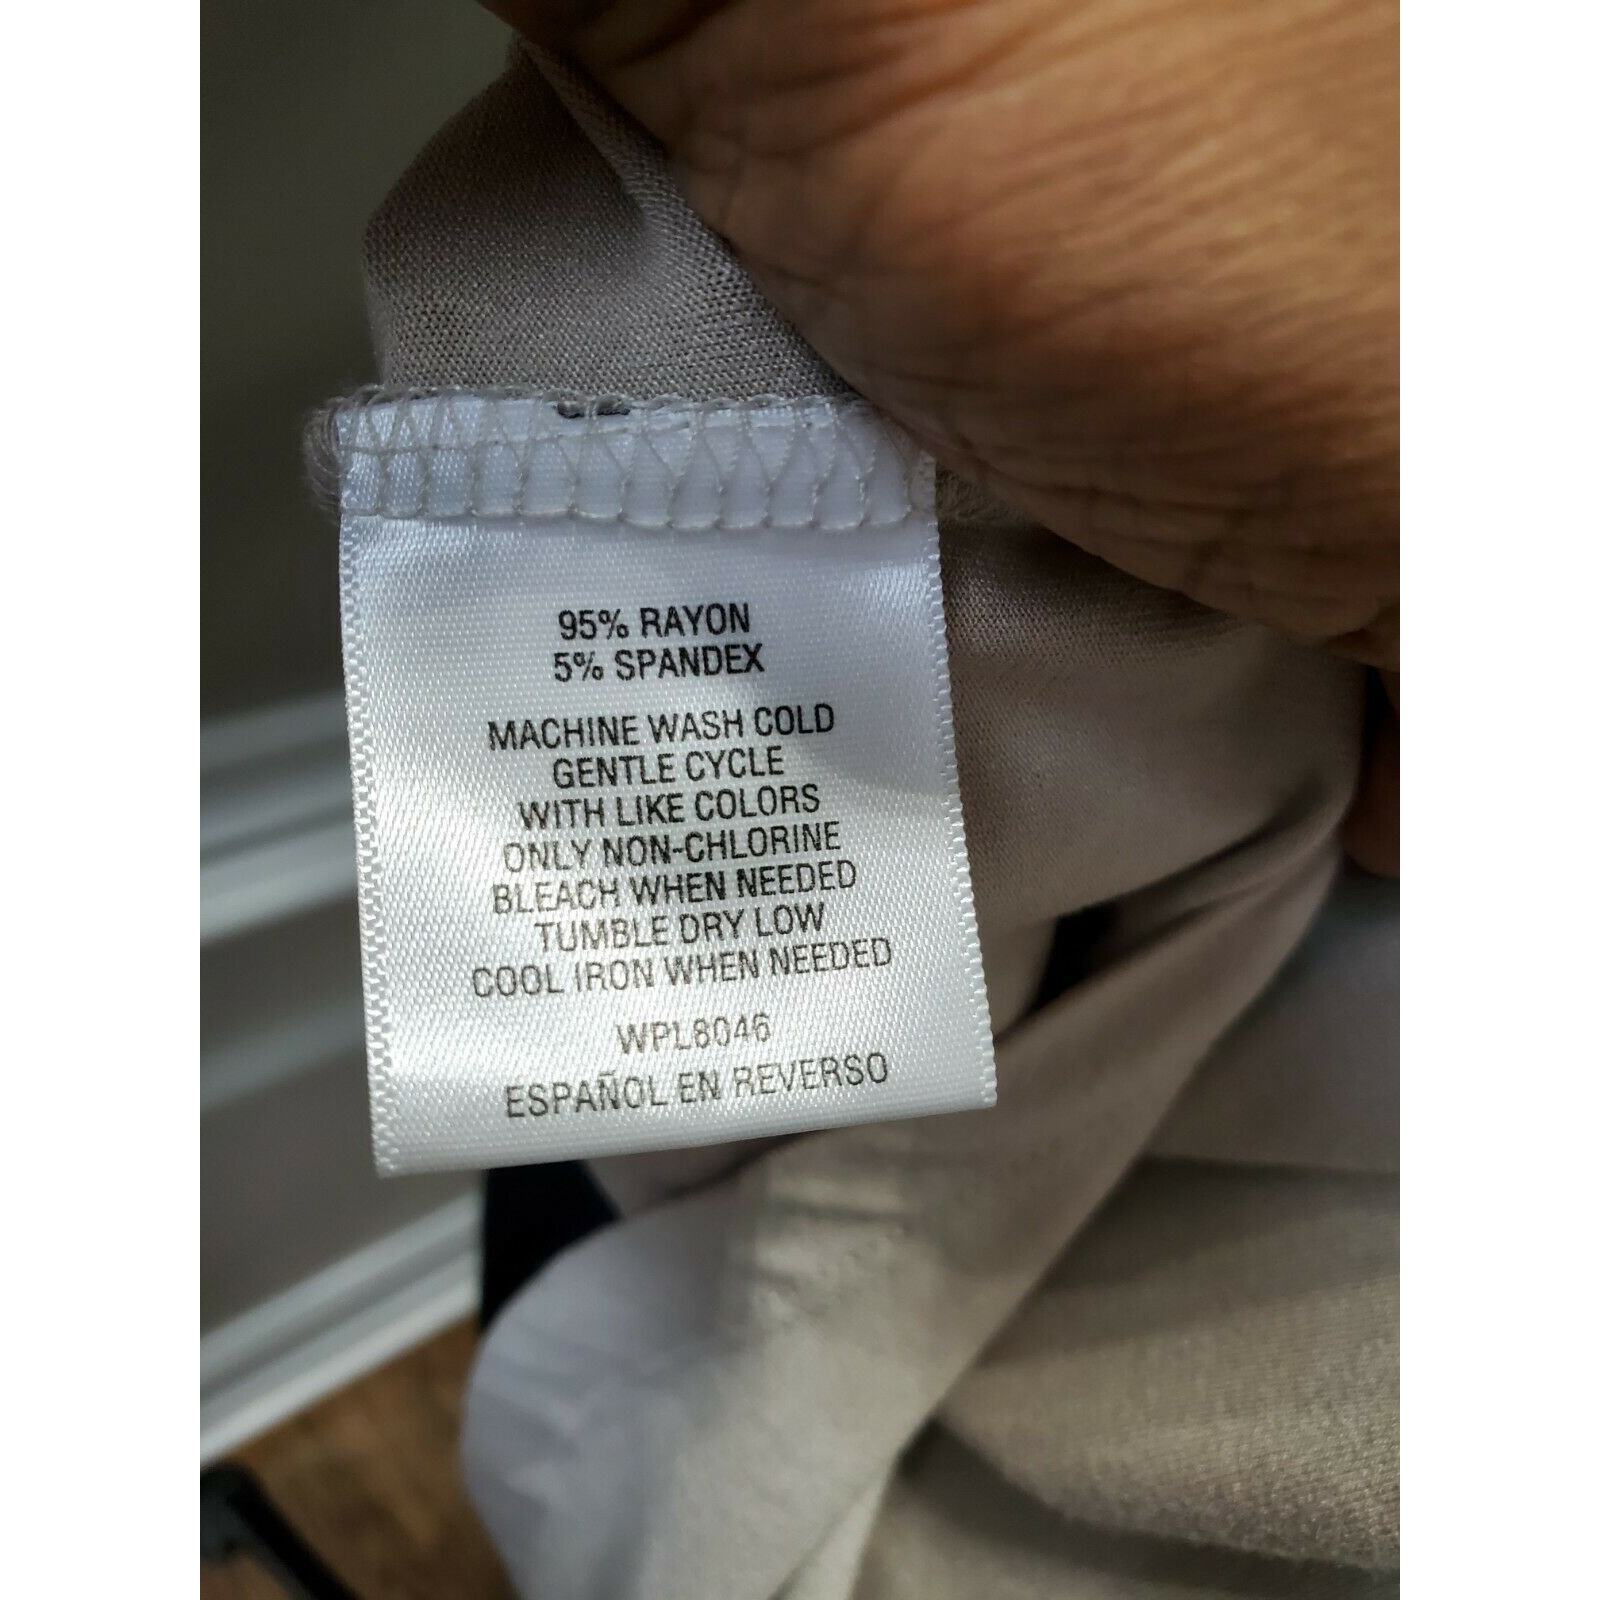 95% RAYON
5% SPANDEX
MACHINE WASH COLD
GENTLE CYCLE
WITH LIKE COLORS
ONLY NON-CHLORINE
BLEACH WHEN NEEDED
TUMBLE DRY LOW
COOL IRON WHEN NEEDED
WPL8046
ESPAÑOL EN REVERSO